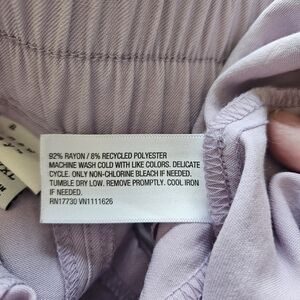 92% RAYON / 8% RECYCLED POLYESTER
MACHINE WASH COLD WITH LIKE COLORS. DELICATE
CYCLE. ONLY NON-CHLORINE BLEACH IF NEEDED.
TUMBLE DRY LOW. REMOVE PROMPTLY. COOL IRON
IF NEEDED.
RN17730 VN1111626
XXL